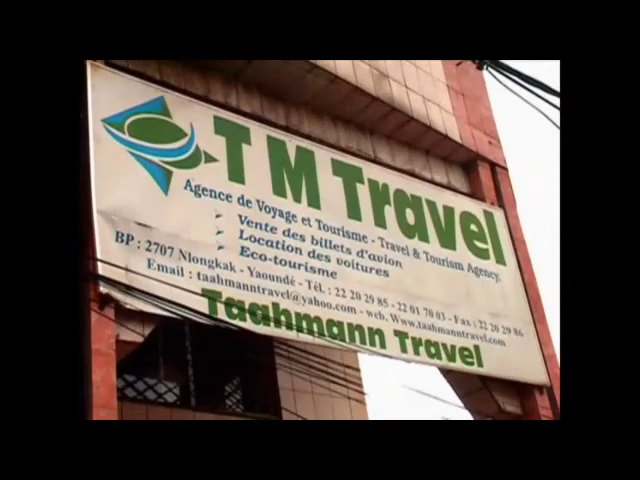 TM Travel
Agence de Voyage et Tourisme - Travel & Tourism Agency.
Vente des billets d'avion
Location des voitures
Eco-tourisme
BP : 2707 Nlongkak - Yaoundé - Tél. : 22 20 29 85 - 22 01 70 03 - Fax : 22 20 29 86
Email : taahmanntravel@yahoo.com - web. Www.taahmanntravel.com
Taahmann Travel